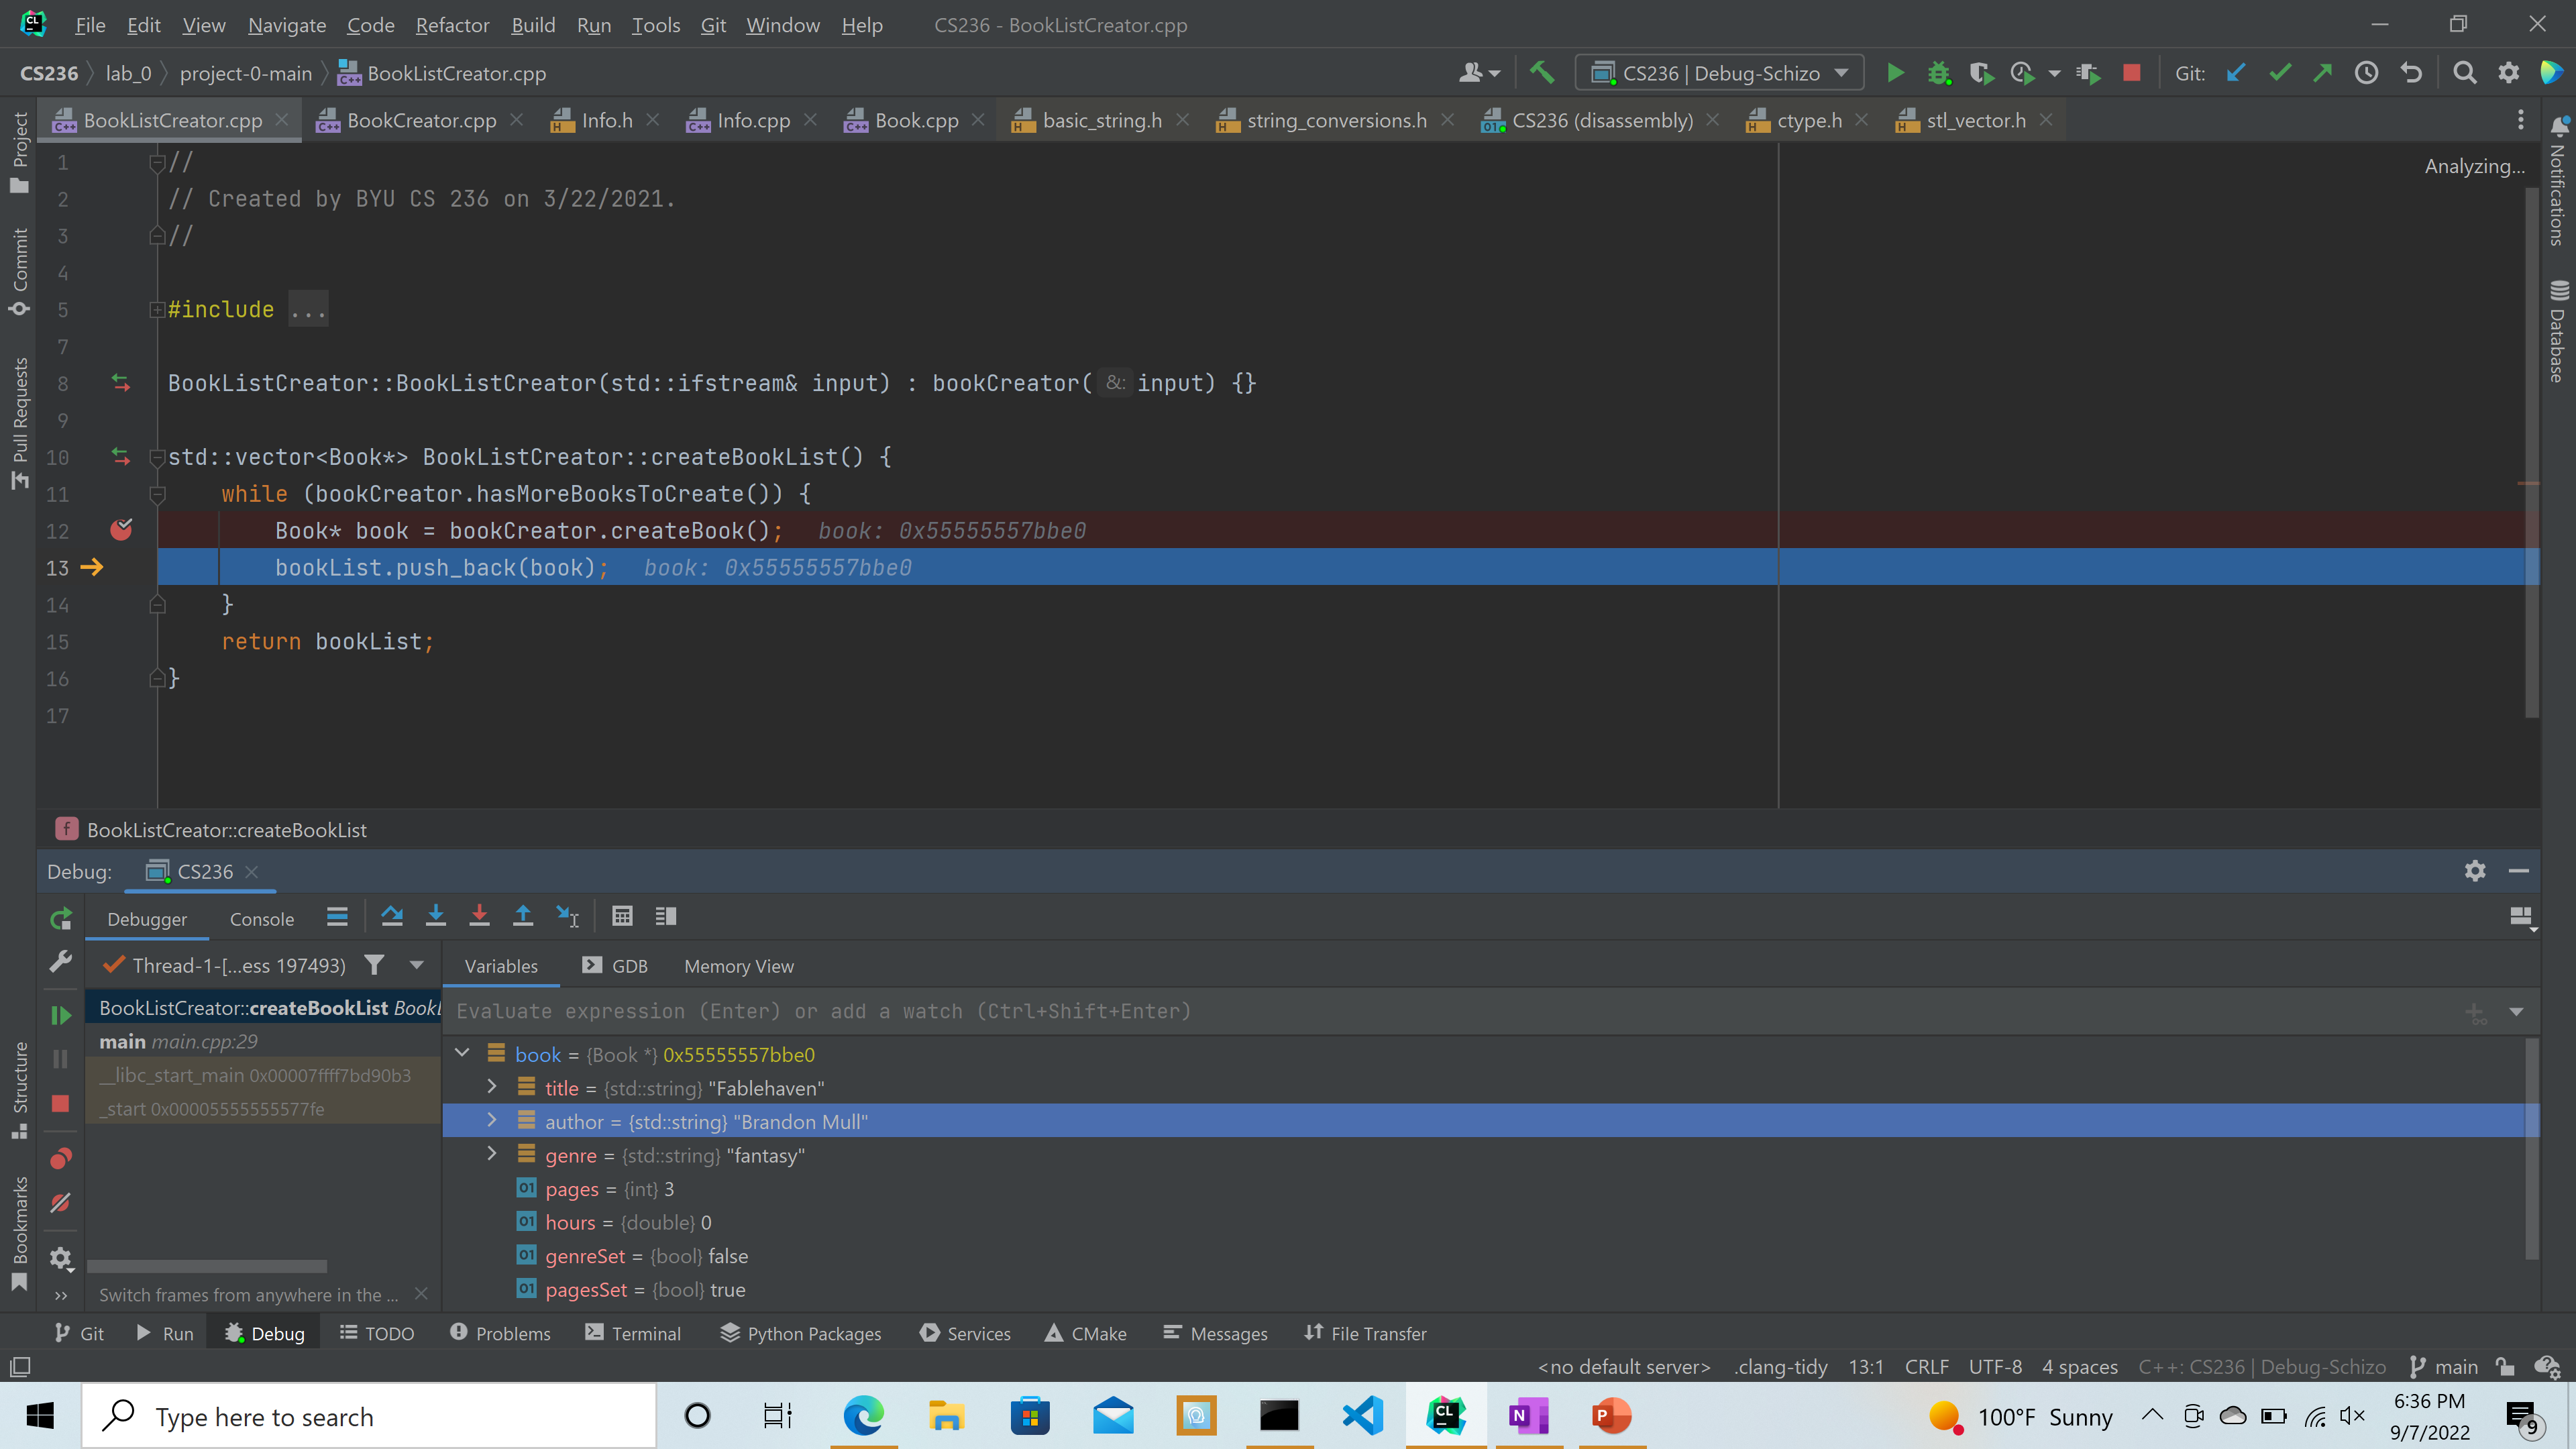 CL File Edit View Navigate Code Refactor Build Run Tools Git Window Help CS236 - BookListCreator.cpp
CS236 lab_0 project-0-main BookListCreator.cpp CS236 | Debug-Schizo Git:
BookListCreator.cpp BookCreator.cpp Info.h Info.cpp Book.cpp basic_string.h string_conversions.h CS236 (disassembly) ctype.h stl_vector.h
Project
Commit
Pull Requests
Structure
Bookmarks
Notifications
Database
Analyzing...
1 //
2 // Created by BYU CS 236 on 3/22/2021.
3 //
4
5 #include ...
7
8 BookListCreator::BookListCreator(std::ifstream& input) : bookCreator( &: input) {}
9
10 std::vector<Book*> BookListCreator::createBookList() {
11 while (bookCreator.hasMoreBooksToCreate()) {
12 Book* book = bookCreator.createBook(); book: 0x55555557bbe0
13 bookList.push_back(book); book: 0x55555557bbe0
14 }
15 return bookList;
16 }
17
f BookListCreator::createBookList
Debug: CS236
Debugger Console
Thread-1-[...ess 197493)
BookListCreator::createBookList BookL
main main.cpp:29
__libc_start_main 0x00007ffff7bd90b3
_start 0x00005555555577fe
Switch frames from anywhere in the ...
Variables GDB Memory View
Evaluate expression (Enter) or add a watch (Ctrl+Shift+Enter)
book = {Book *} 0x55555557bbe0
title = {std::string} "Fablehaven"
author = {std::string} "Brandon Mull"
genre = {std::string} "fantasy"
01 pages = {int} 3
01 hours = {double} 0
01 genreSet = {bool} false
01 pagesSet = {bool} true
Git Run Debug TODO Problems Terminal Python Packages Services CMake Messages File Transfer
<no default server> .clang-tidy 13:1 CRLF UTF-8 4 spaces C++: CS236 | Debug-Schizo main
Type here to search
CL
N
P
100°F Sunny
6:36 PM
9/7/2022
9